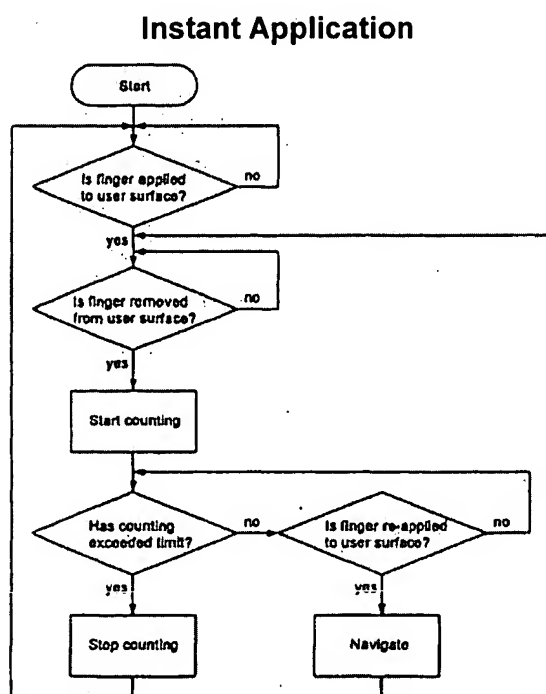 Instant Application
Start
no
Is finger applied
to user surface?
yes
no
Is finger removed
from user surface?
yes
Start counting
Has counting
exceeded limit?
no
Is finger re-applied
to user surface?
no
yes
yes
Stop counting
Navigate